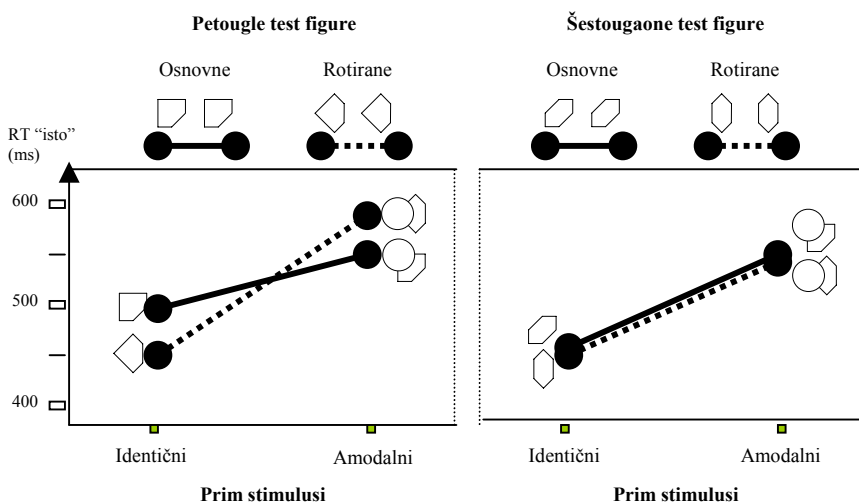 Petougle test figure
Šestougaone test figure
Osnovne Rotirane
Osnovne Rotirane
RT “isto”
(ms)
600
500
400
Identični Amodalni
Identični Amodalni
Prim stimulusi
Prim stimulusi